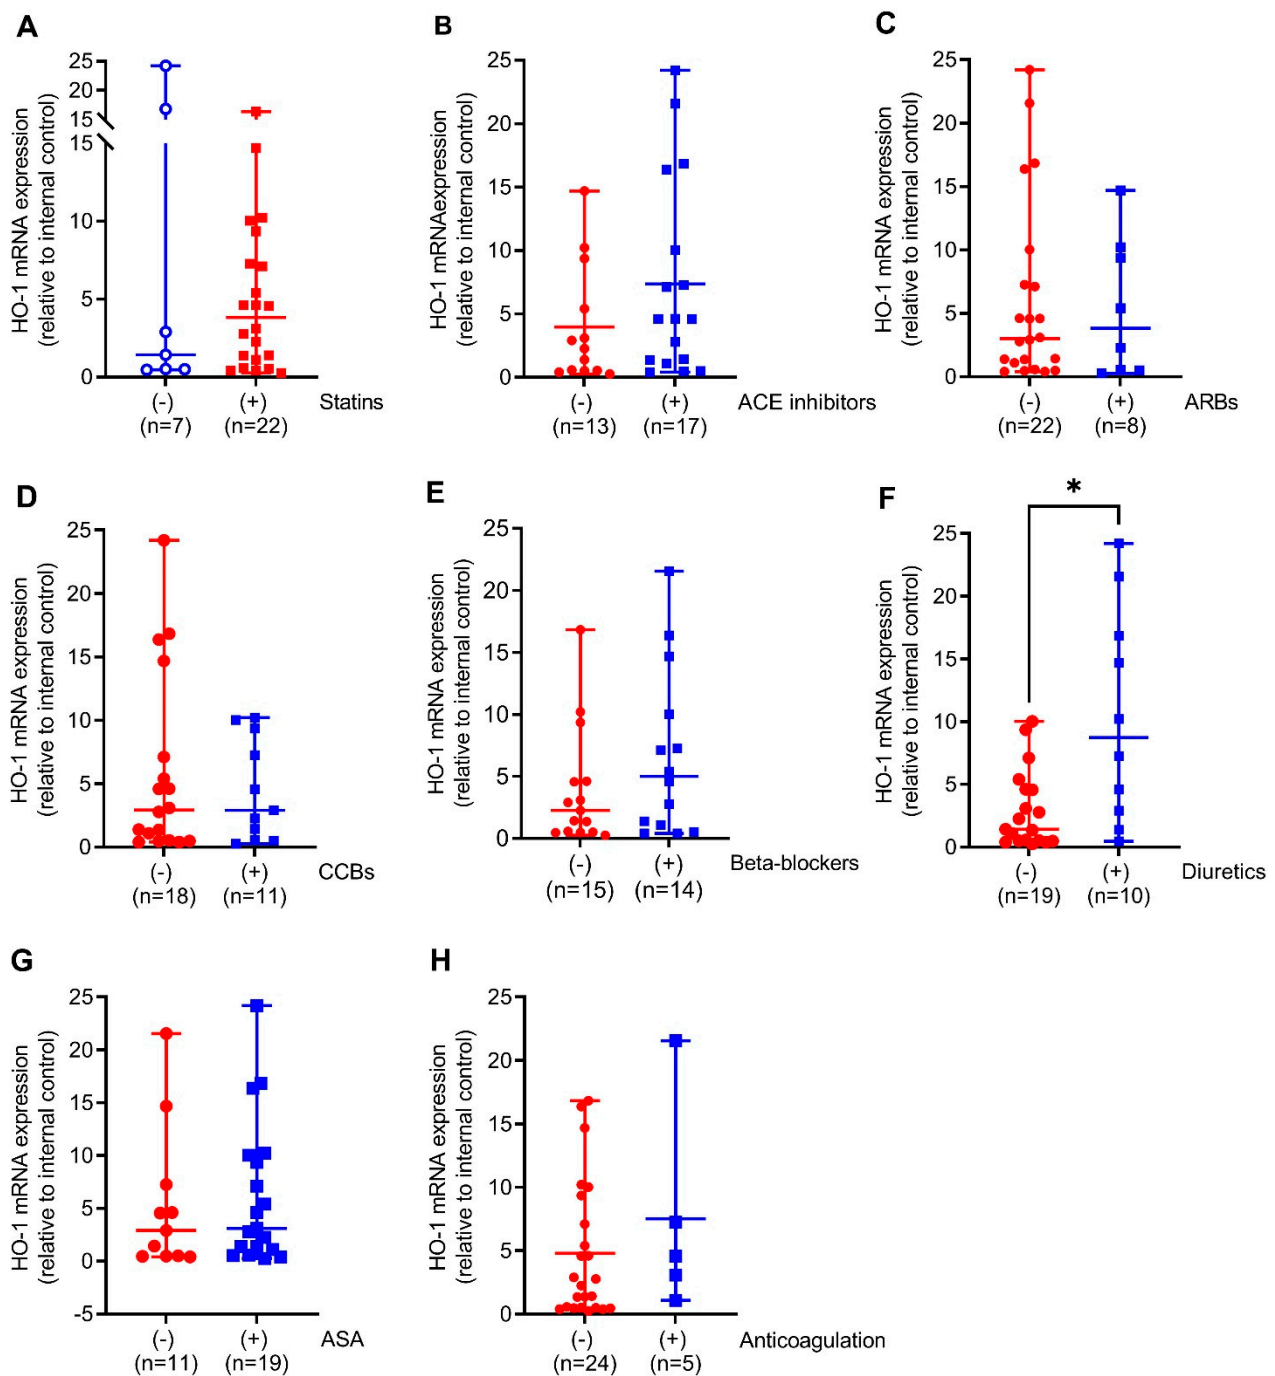 A
HO-1 mRNA expression
(relative to internal control)
25
20
15
15
10
5
0
(-) (+) Statins
(n=7) (n=22)
B
HO-1 mRNAexpression
(relative to internal control)
25
20
15
10
5
0
(-) (+) ACE inhibitors
(n=13) (n=17)
C
HO-1 mRNA expression
(relative to internal control)
25
20
15
10
5
0
(-) (+) ARBs
(n=22) (n=8)
D
HO-1 mRNA expression
(relative to internal control)
25
20
15
10
5
0
(-) (+) CCBs
(n=18) (n=11)
E
HO-1 mRNA expression
(relative to internal control)
25
20
15
10
5
0
(-) (+) Beta-blockers
(n=15) (n=14)
F
*
HO-1 mRNA expression
(relative to internal control)
25
20
15
10
5
0
(-) (+) Diuretics
(n=19) (n=10)
G
HO-1 mRNA expression
(relative to internal control)
25
20
15
10
5
0
-5
(-) (+) ASA
(n=11) (n=19)
H
HO-1 mRNA expression
(relative to internal control)
25
20
15
10
5
0
(-) (+) Anticoagulation
(n=24) (n=5)